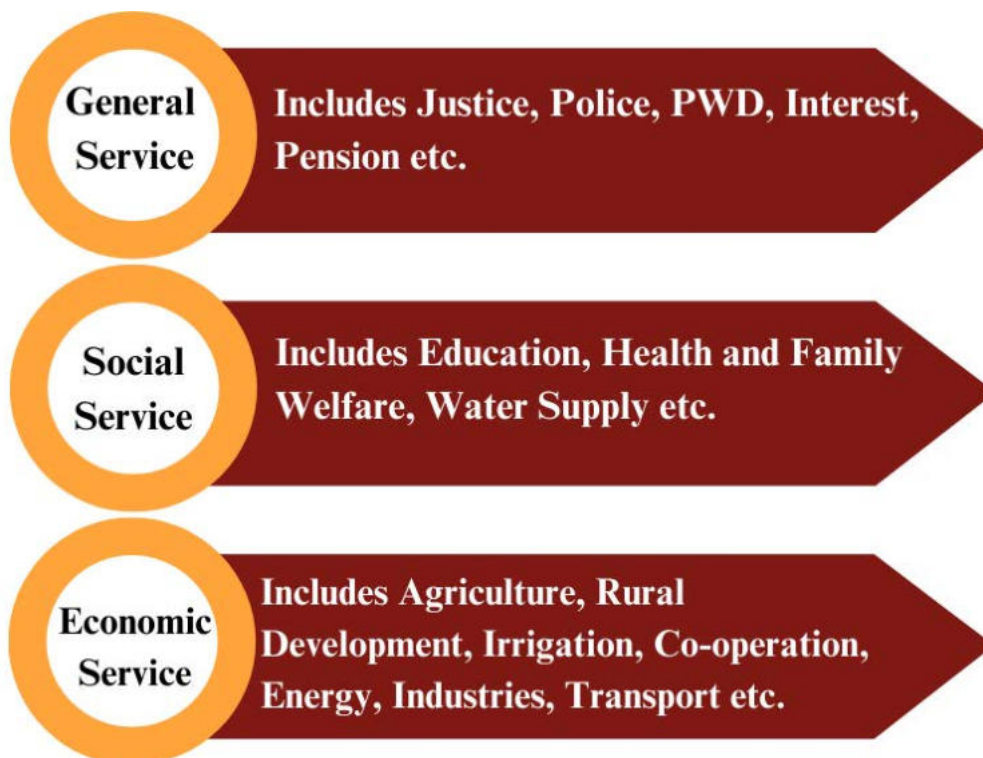 General
Service
Includes Justice, Police, PWD, Interest,
Pension etc.
Social
Service
Includes Education, Health and Family
Welfare, Water Supply etc.
Economic
Service
Includes Agriculture, Rural
Development, Irrigation, Co-operation,
Energy, Industries, Transport etc.